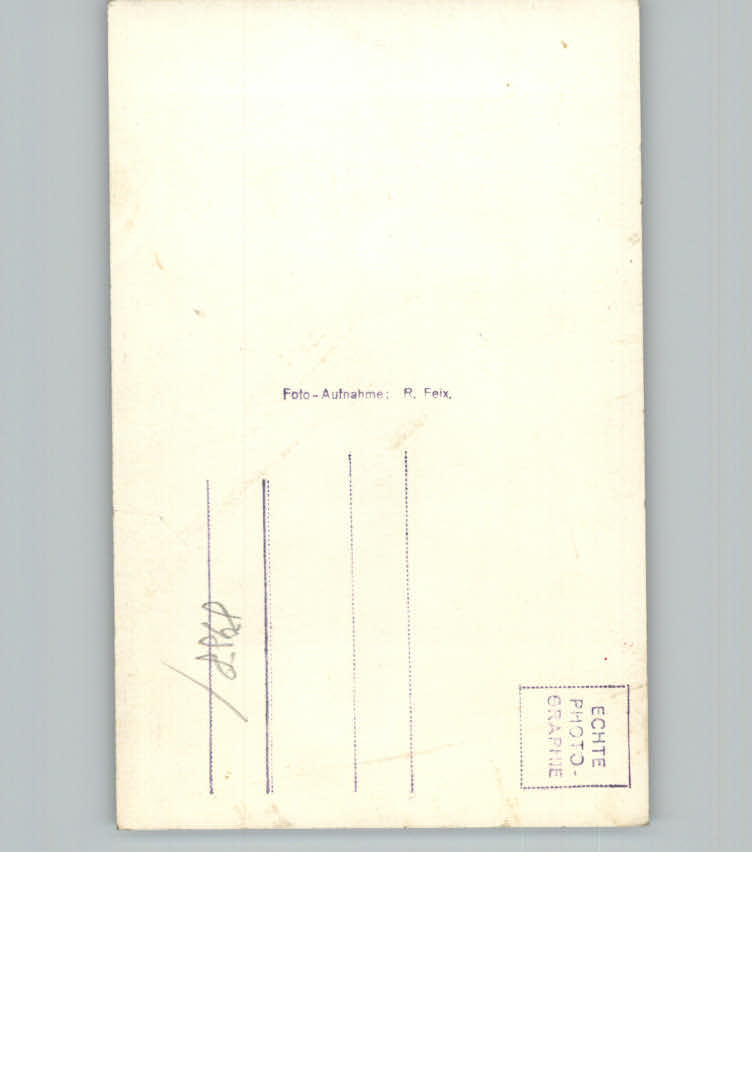 Foto-Aufnahme: R. Feix.
ECHTE
PHOTO-
GRAPHIE